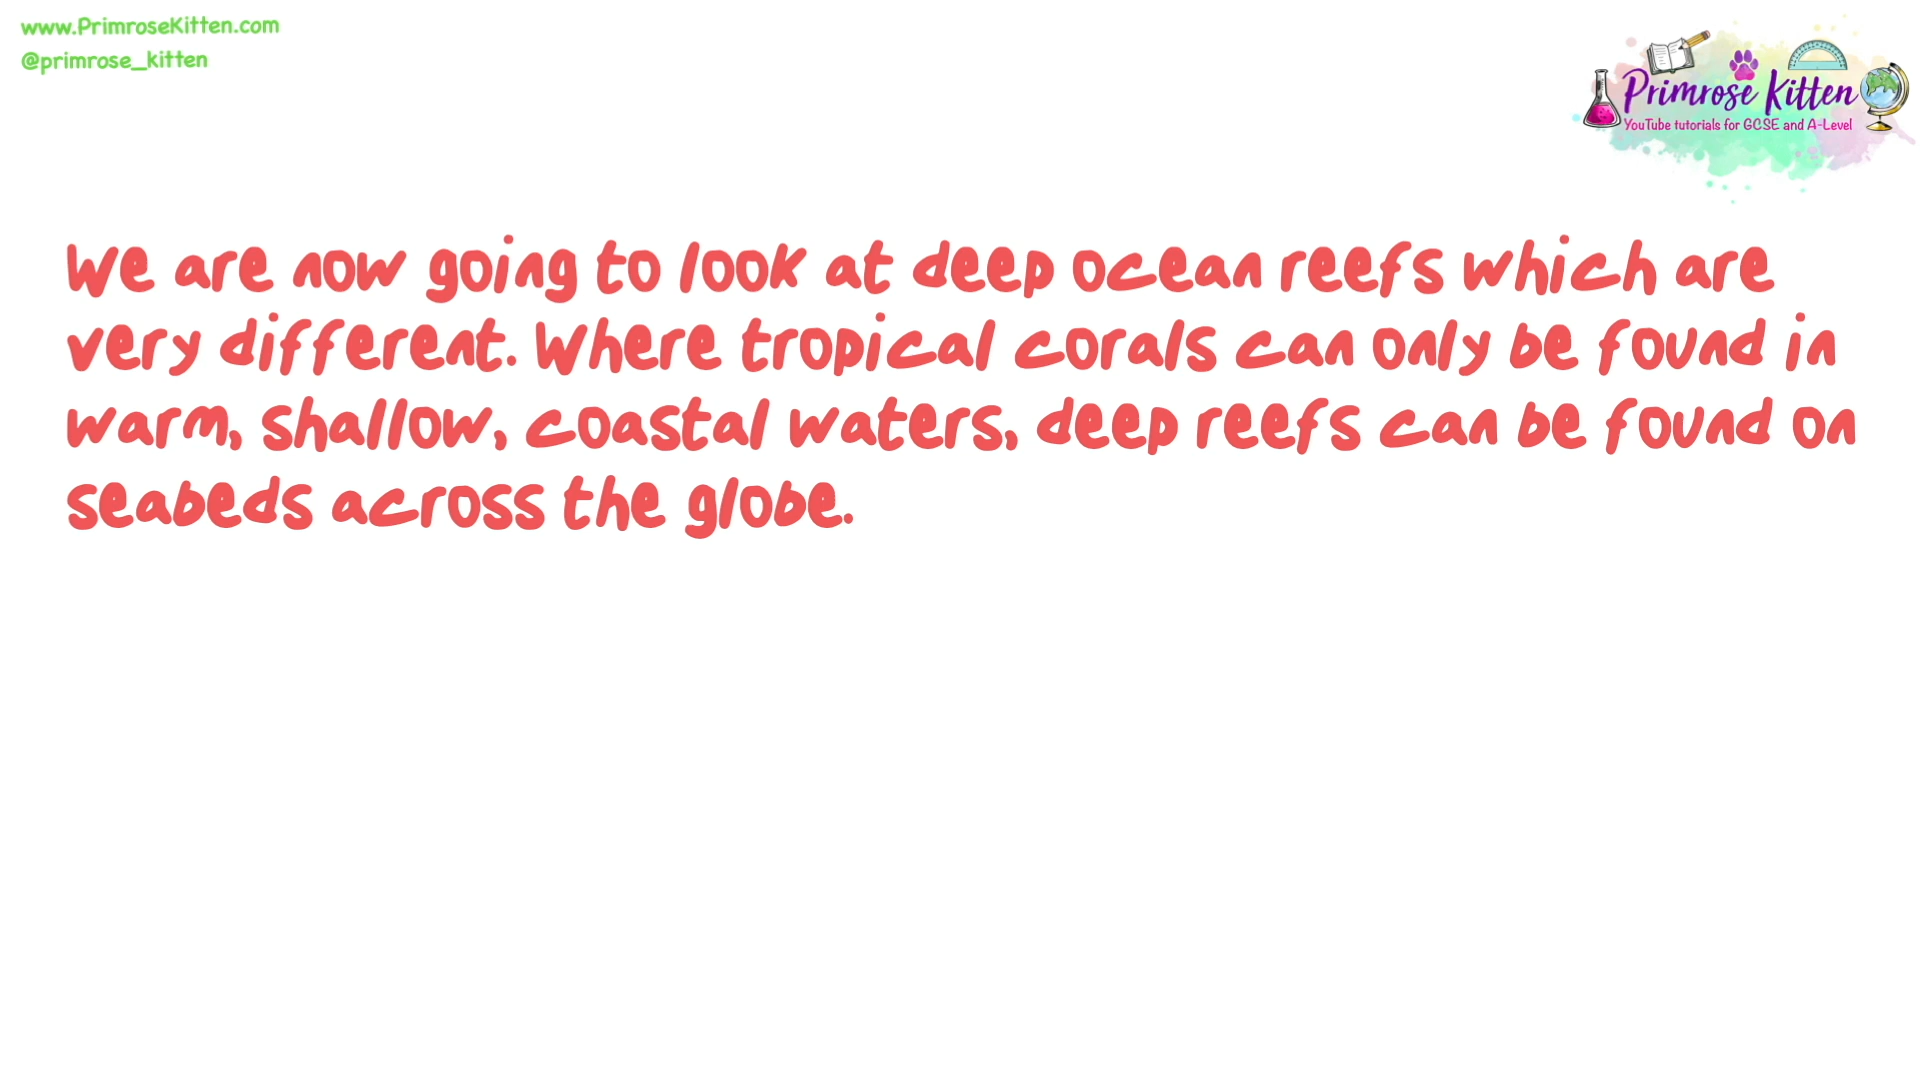 www.PrimroseKitten.com
@primrose_kitten
Primrose Kitten
YouTube tutorials for GCSE and A-Level
We are now going to look at deep ocean reefs which are
very different. Where tropical corals can only be found in
warm, shallow, coastal waters, deep reefs can be found on
seabeds across the globe.